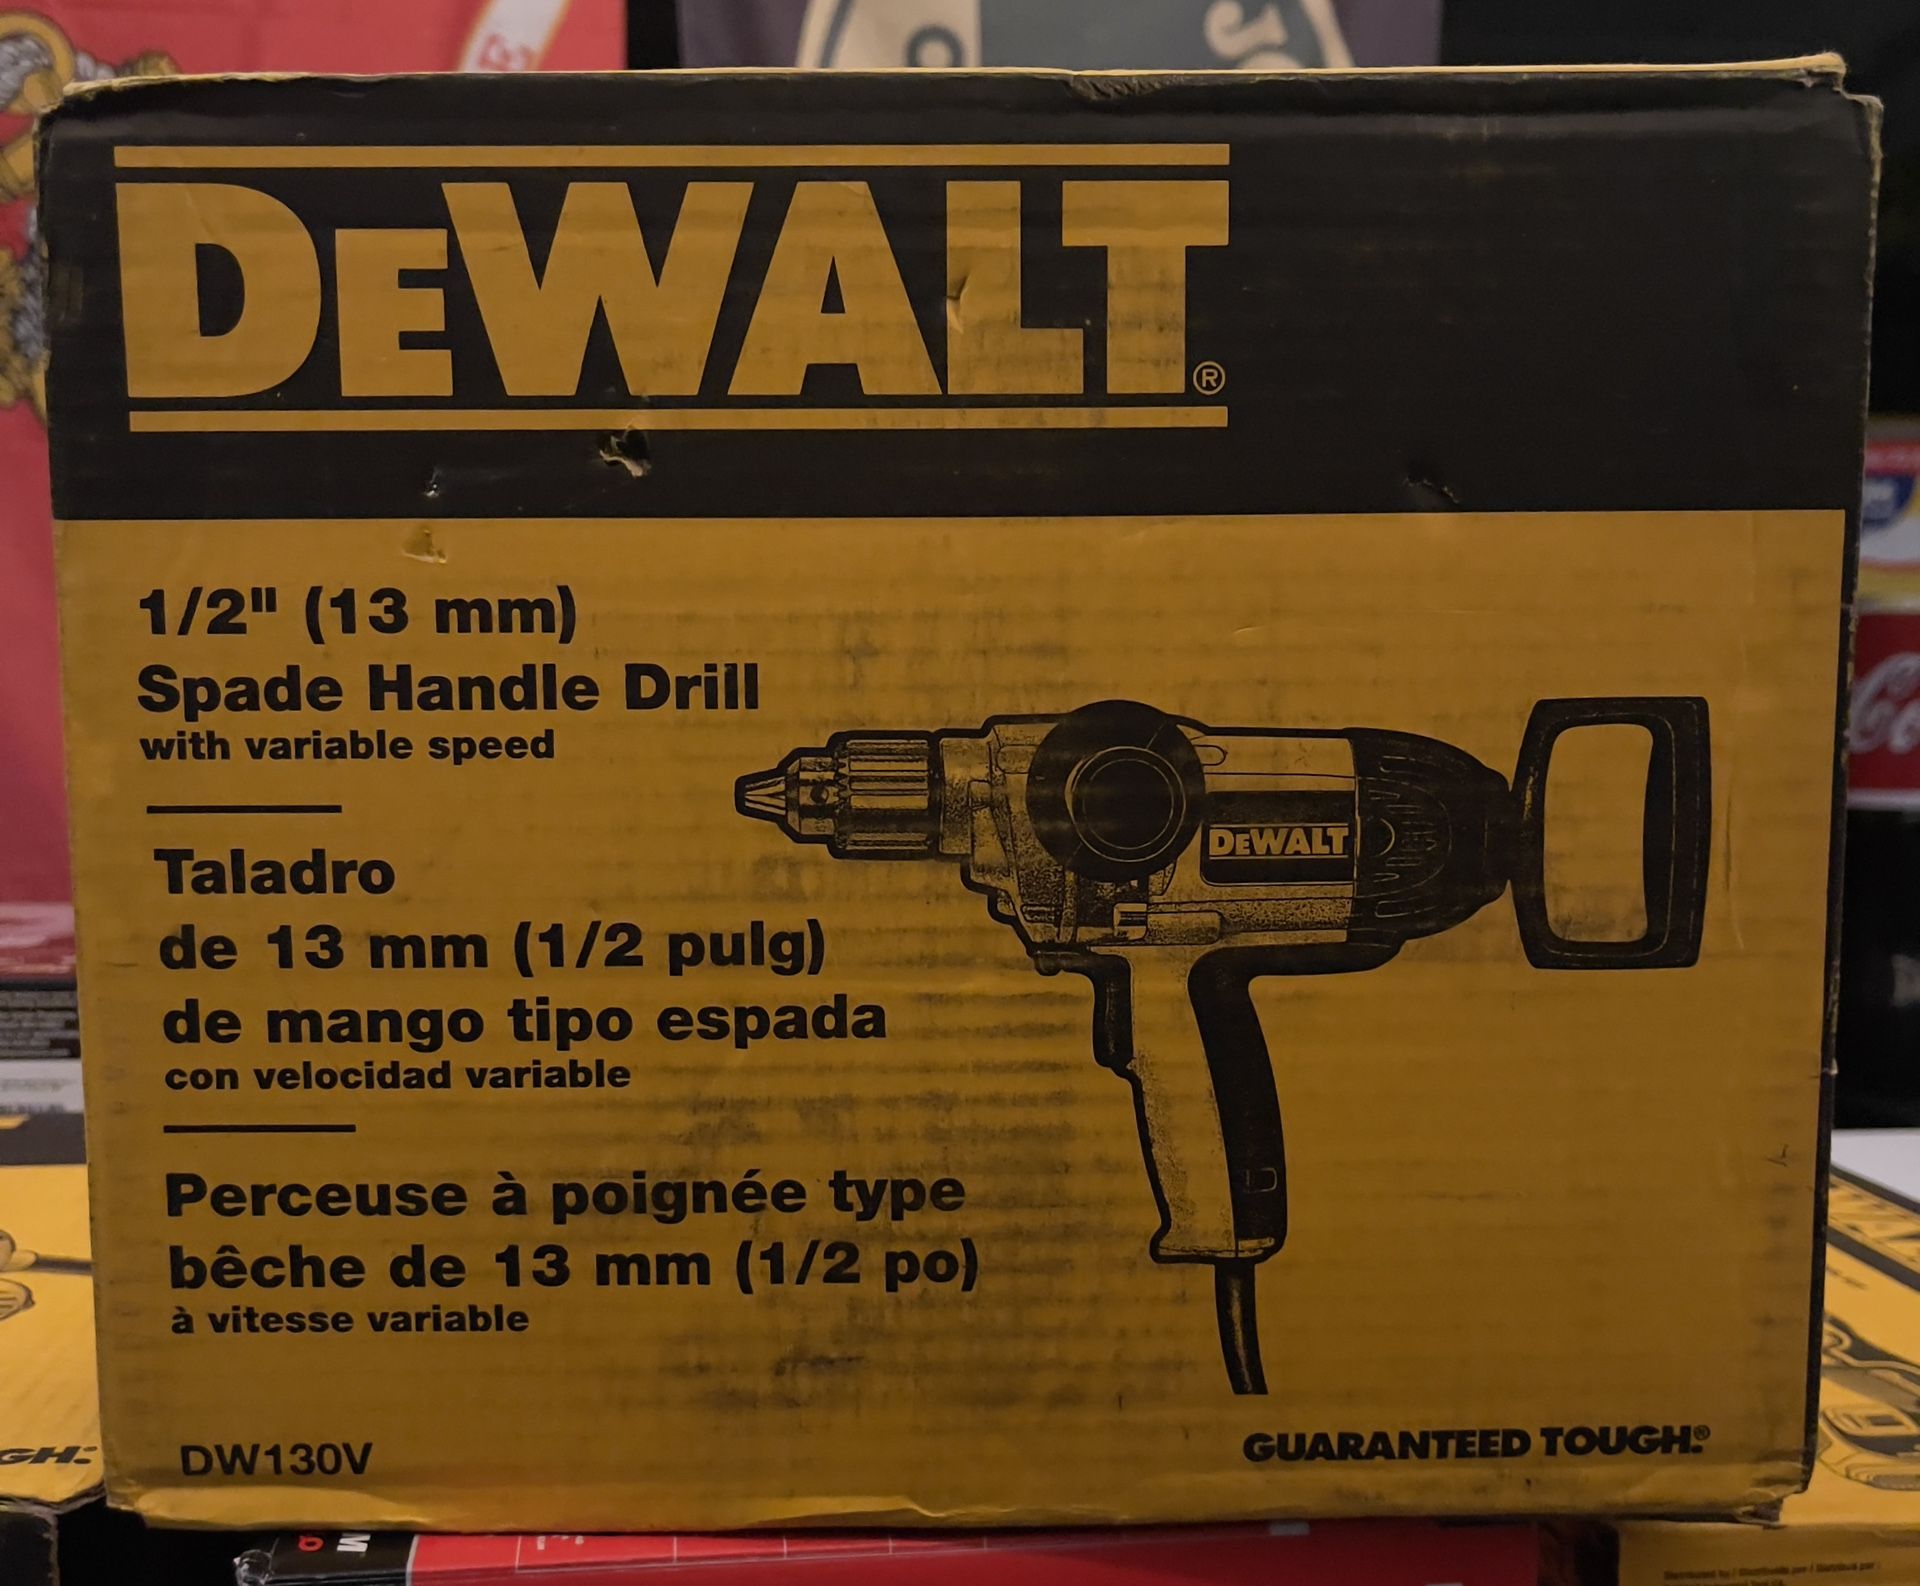 DEWALT®
1/2" (13 mm)
Spade Handle Drill
with variable speed
Taladro
de 13 mm (1/2 pulg)
de mango tipo espada
con velocidad variable
Perceuse à poignée type
bêche de 13 mm (1/2 po)
à vitesse variable
DEWALT
DW130V
GUARANTEED TOUGH.®
GH.®